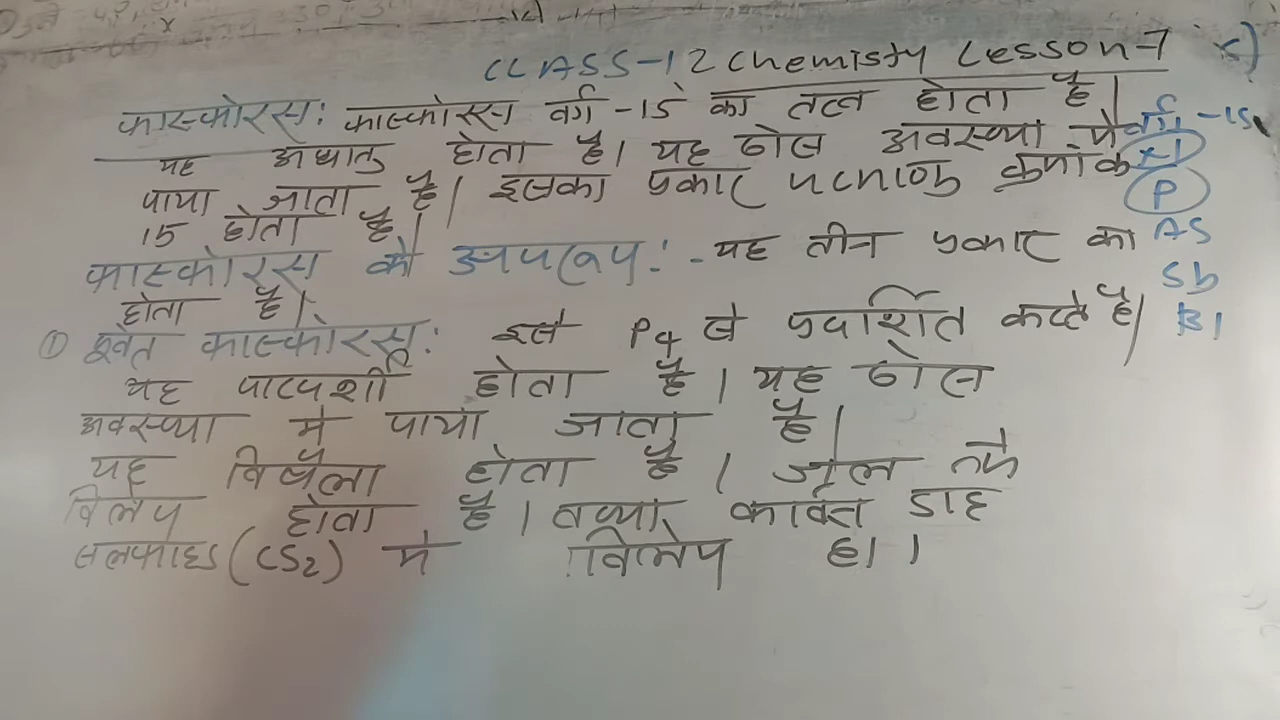 CLASS-12 Chemisty Lesson-7
फास्फोरस: फास्फोरस वर्ग -15 का तत्व होता है।
यह अधातु होता है। यह ठोस अवस्था मे
पाया जाता है। इसका प्रकार परमाणु क्रमांक
15 होता है।
फास्फोरस के अपरूप:- यह तीन प्रकार का
होता है।
① श्वेत फास्फोरस: इसे P4 से प्रदर्शित करते है।
यह पारदर्शी होता है। यह ठोस
अवस्था मे पाया जाता है।
यह विषैला होता है। जल मे
विलेय होता है। तथा कार्बन डाइ
सल्फाइड (CS2) मे विलेय है।
वर्ग -15
N
P
AS
Sb
Bi